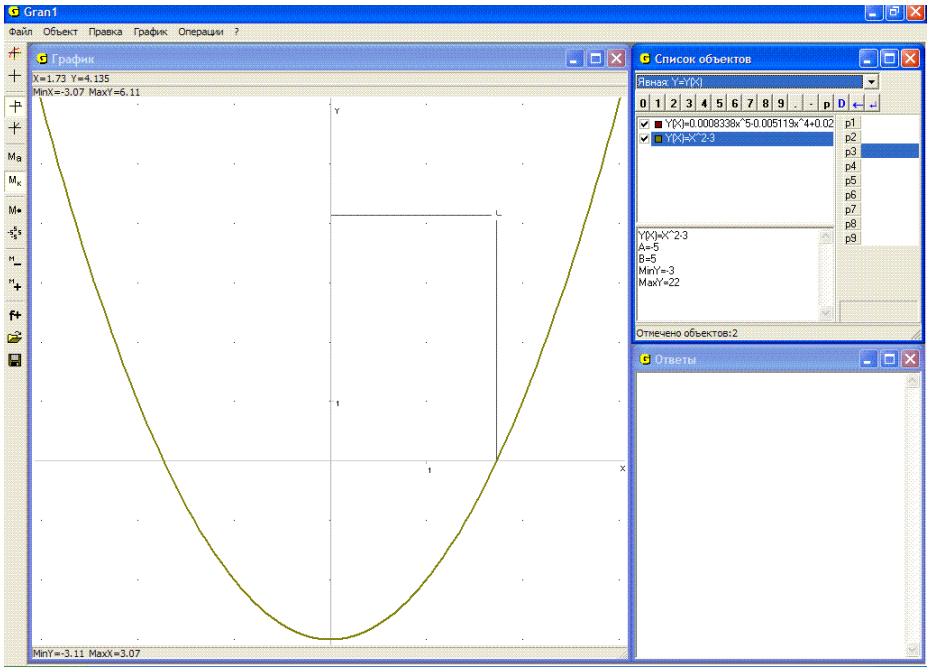 Gran1
Файл Объект Правка График Операции ?
График
X=1.73 Y=4.135
MinX=-3.07 MaxY=6.11
Y
1
1
X
MinY=-3.11 MaxX=3.07
Mа
Mк
M•
M
M
f+
Список объектов
Явная: Y=Y(X)
0 1 2 3 4 5 6 7 8 9 . - p D ← ↲
Y(X)=0.0008338x^5-0.005119x^4+0.02
Y(X)=X^2-3
p1
p2
p3
p4
p5
p6
p7
p8
p9
Y(X)=X^2-3
A=-5
B=5
MinY=-3
MaxY=22
Отмечено объектов:2
Ответы